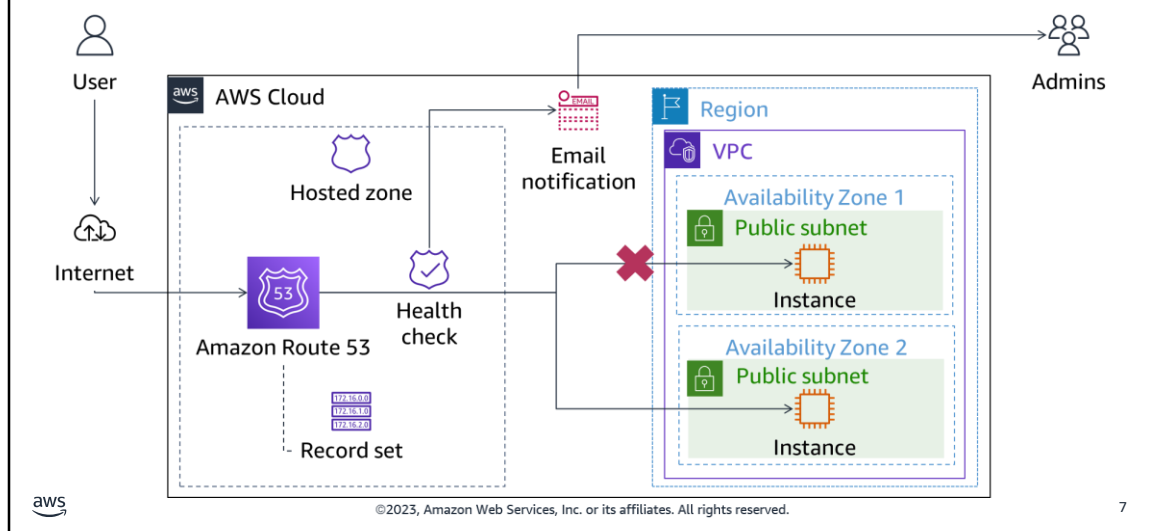 User
Admins
aws
AWS Cloud
EMAIL
Email
notification
Region
VPC
Hosted zone
Availability Zone 1
Public subnet
Instance
Internet
53
Amazon Route 53
Health
check
172.16.0.0
172.16.1.0
172.16.2.0
Record set
Availability Zone 2
Public subnet
Instance
aws
©2023, Amazon Web Services, Inc. or its affiliates. All rights reserved.
7